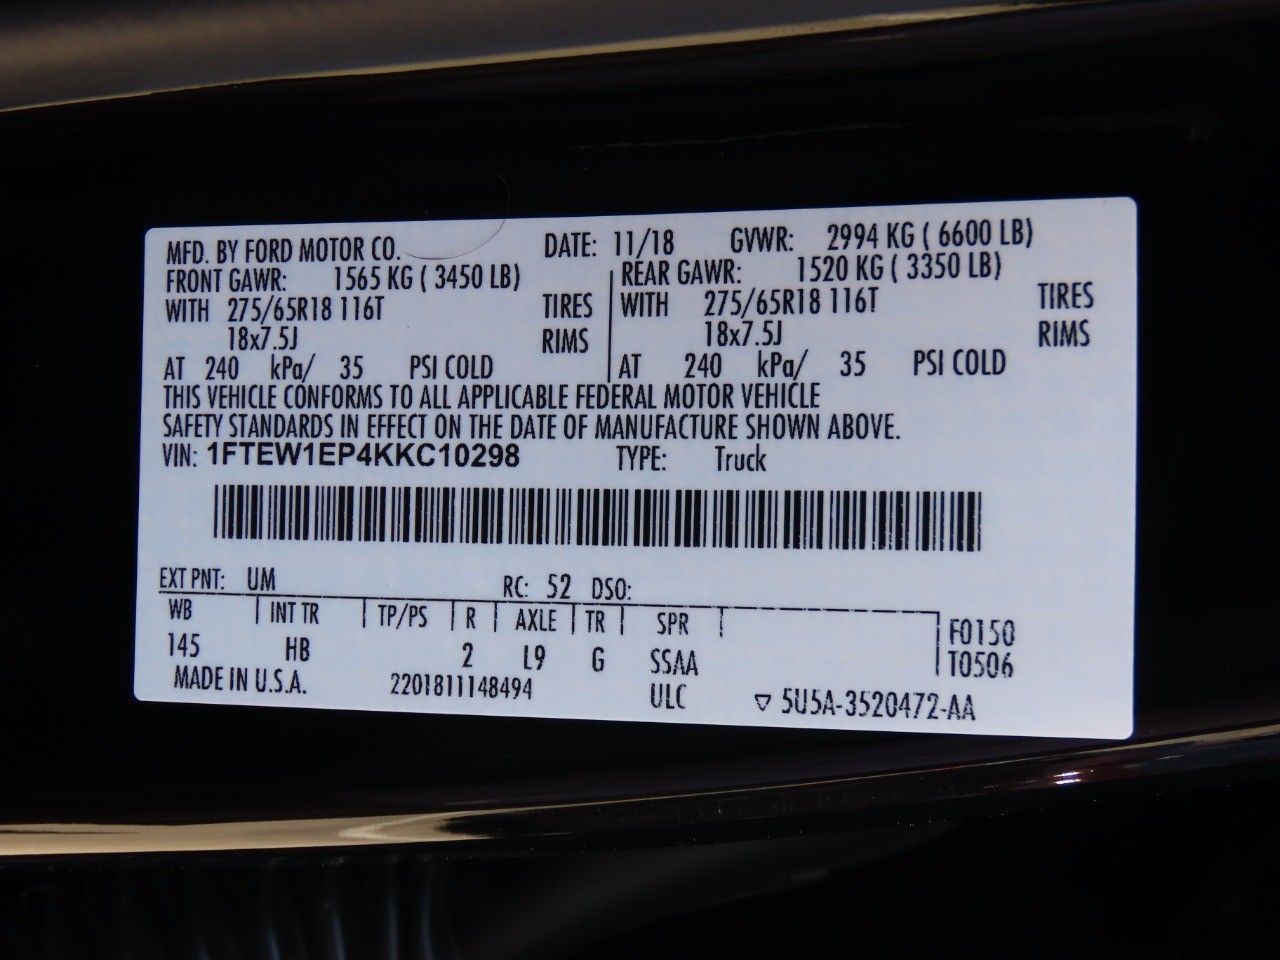 MFD. BY FORD MOTOR CO. DATE: 11/18 GVWR: 2994 KG ( 6600 LB)
FRONT GAWR: 1565 KG ( 3450 LB) REAR GAWR: 1520 KG ( 3350 LB)
WITH 275/65R18 116T TIRES WITH 275/65R18 116T TIRES
18x7.5J RIMS 18x7.5J RIMS
AT 240 kPa/ 35 PSI COLD AT 240 kPa/ 35 PSI COLD
THIS VEHICLE CONFORMS TO ALL APPLICABLE FEDERAL MOTOR VEHICLE
SAFETY STANDARDS IN EFFECT ON THE DATE OF MANUFACTURE SHOWN ABOVE.
VIN: 1FTEW1EP4KKC10298 TYPE: Truck
EXT PNT: UM RC: 52 DSO:
WB INT TR TP/PS R AXLE TR SPR F0150
145 HB 2 L9 G SSAA T0506
MADE IN U.S.A. 2201811148494 ULC ▽ 5U5A-3520472-AA